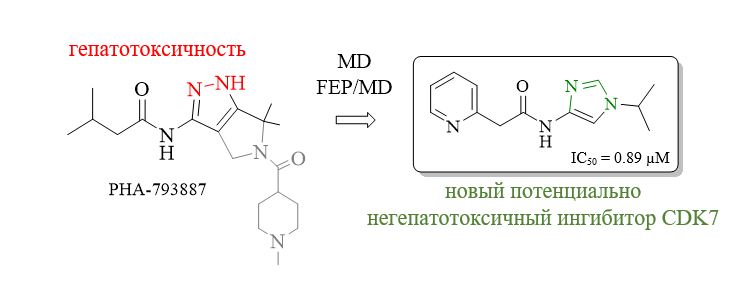 гепатотоксичность
O
N
H
N
NH
N
O
N
PHA-793887
MD
FEP/MD
N
O
N
H
N
N
IC50 = 0.89 µM
новый потенциально
негепатотоксичный ингибитор CDK7